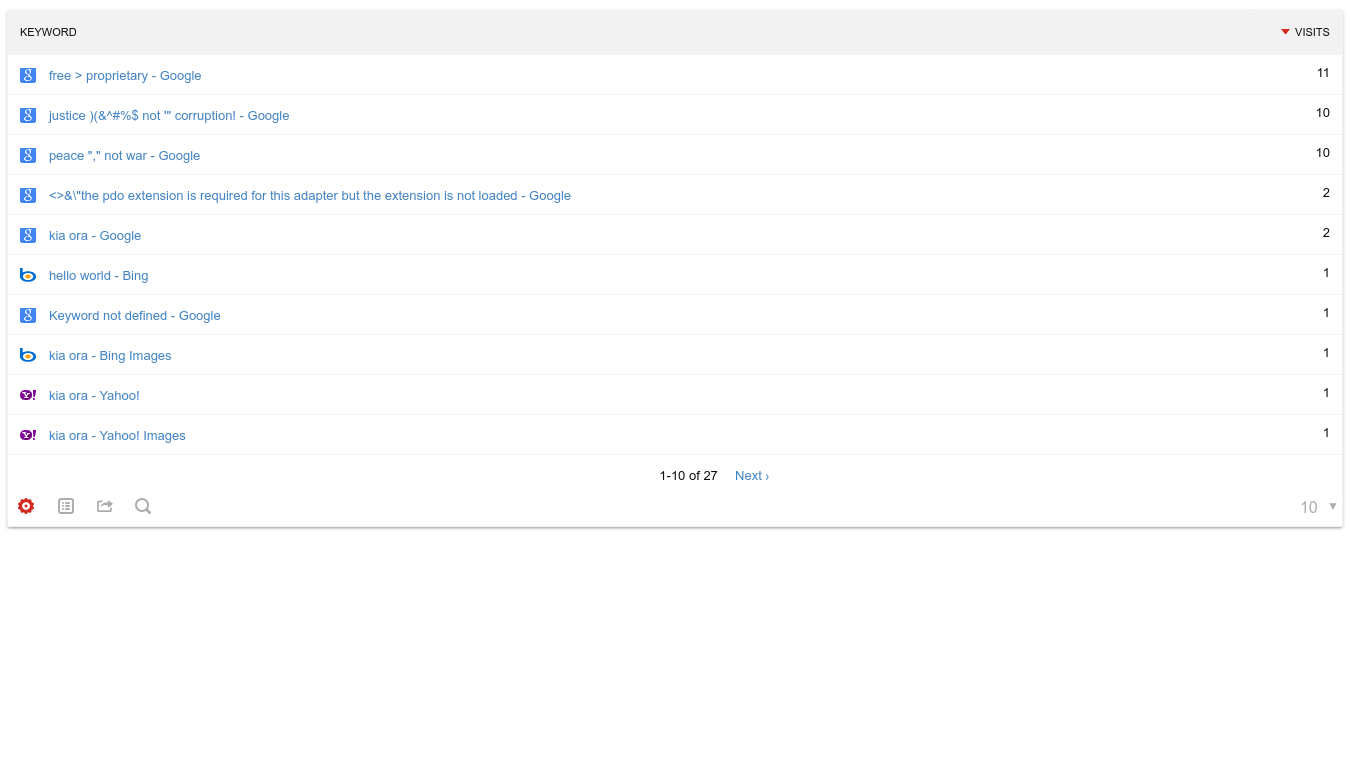 KEYWORD VISITS
free > proprietary - Google 11
justice )(&^#%$ not '" corruption! - Google 10
peace "," not war - Google 10
<>&\"the pdo extension is required for this adapter but the extension is not loaded - Google 2
kia ora - Google 2
hello world - Bing 1
Keyword not defined - Google 1
kia ora - Bing Images 1
kia ora - Yahoo! 1
kia ora - Yahoo! Images 1
1-10 of 27 Next ›
10